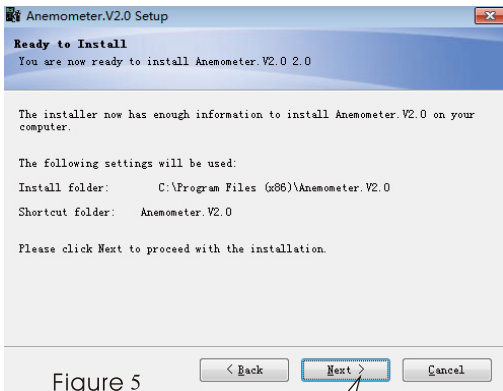 Anemometer.V2.0 Setup
Ready to Install
You are now ready to install Anemometer.V2.0 2.0
The installer now has enough information to install Anemometer.V2.0 on your
computer.
The following settings will be used:
Install folder: C:\Program Files (x86)\Anemometer.V2.0
Shortcut folder: Anemometer.V2.0
Please click Next to proceed with the installation.
< Back Next > Cancel
Figure 5